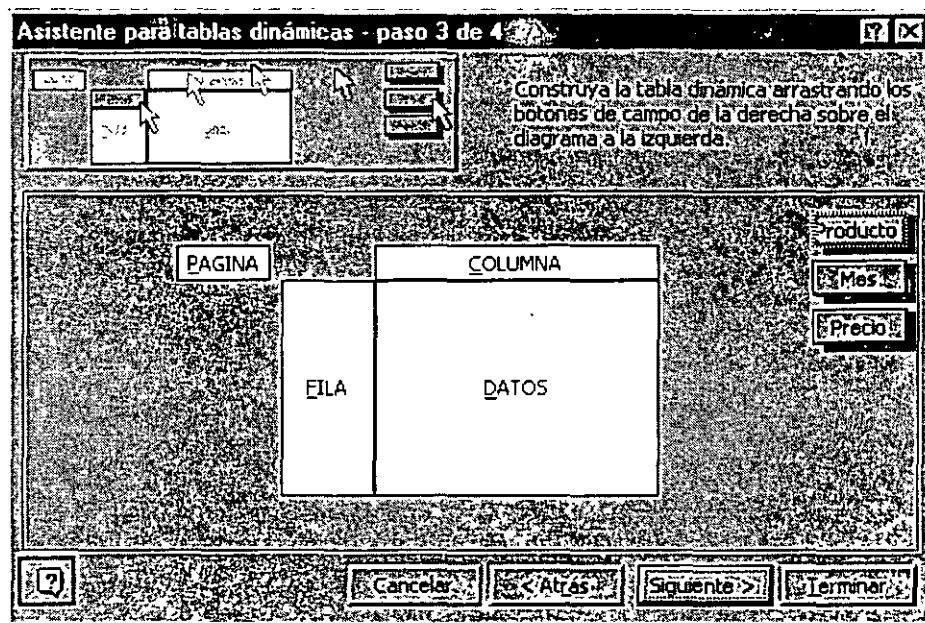 Asistente para tablas dinámicas - paso 3 de 4
Construya la tabla dinámica arrastrando los
botones de campo de la derecha sobre el
diagrama a la izquierda.
PAGINA
COLUMNA
FILA
DATOS
Producto
Mes
Precio
Cancelar
< Atrás
Siguiente >
Terminar